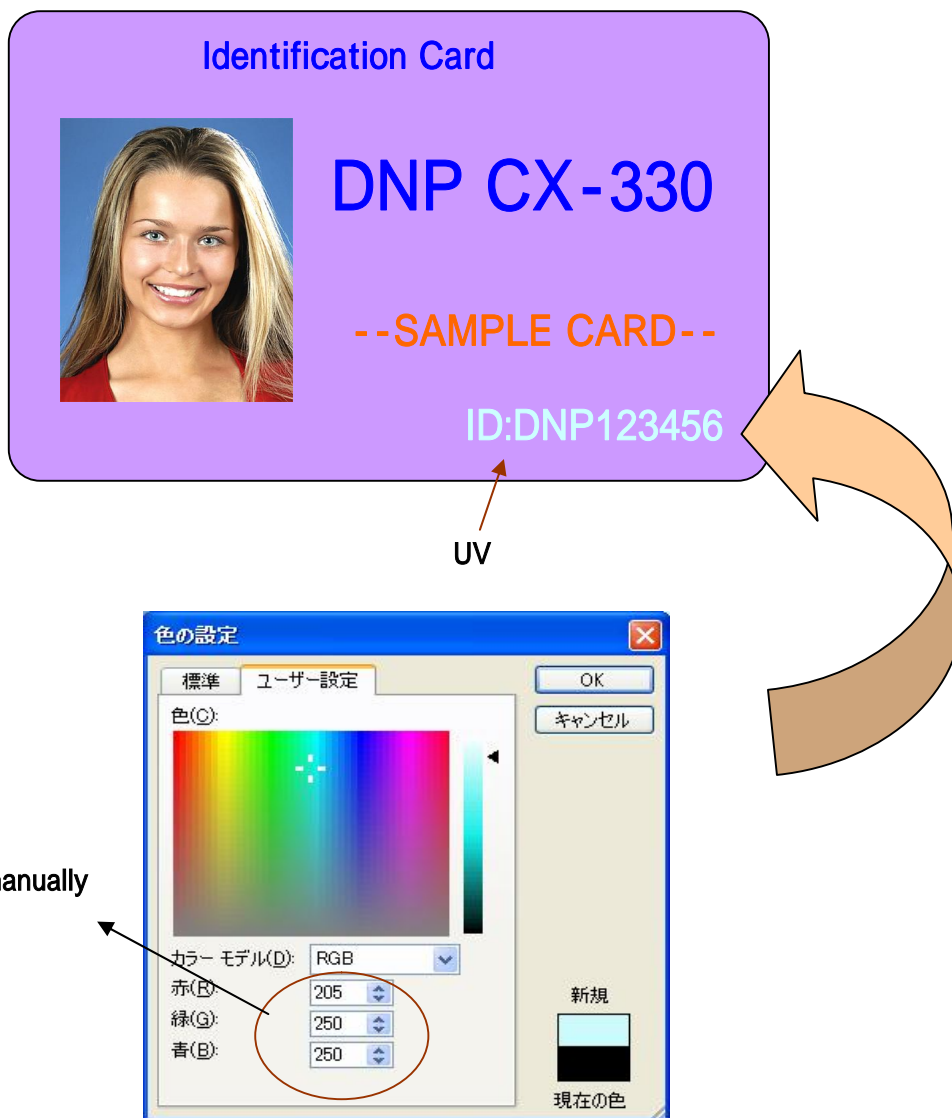 Identification Card
DNP CX-330
--SAMPLE CARD--
ID:DNP123456
UV
色の設定
標準 ユーザー設定
OK
キャンセル
色(C):
anually
カラー モデル(D): RGB
赤(R): 205
緑(G): 250
青(B): 250
新規
現在の色